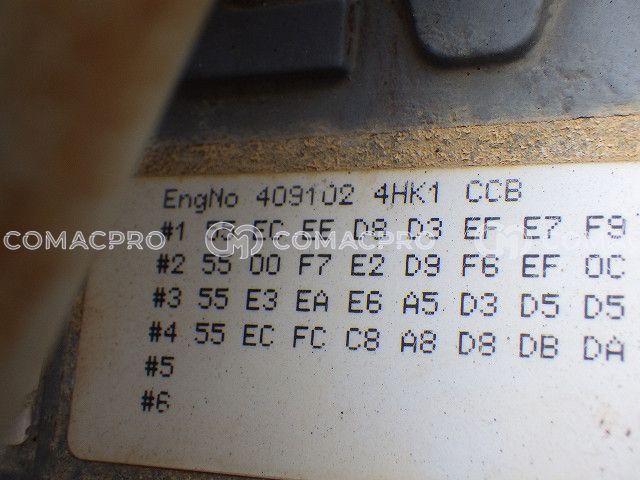 EngNo 409102 4HK1 CCB
#1 55 EC EE D8 D3 EF E7 F9
COMACPRO COMACPRO
#2 55 00 F7 E2 D9 F6 EF 0C
#3 55 E3 EA E6 A5 D3 D5 D5
#4 55 EC FC C8 A8 D8 DB DA
#5
#6